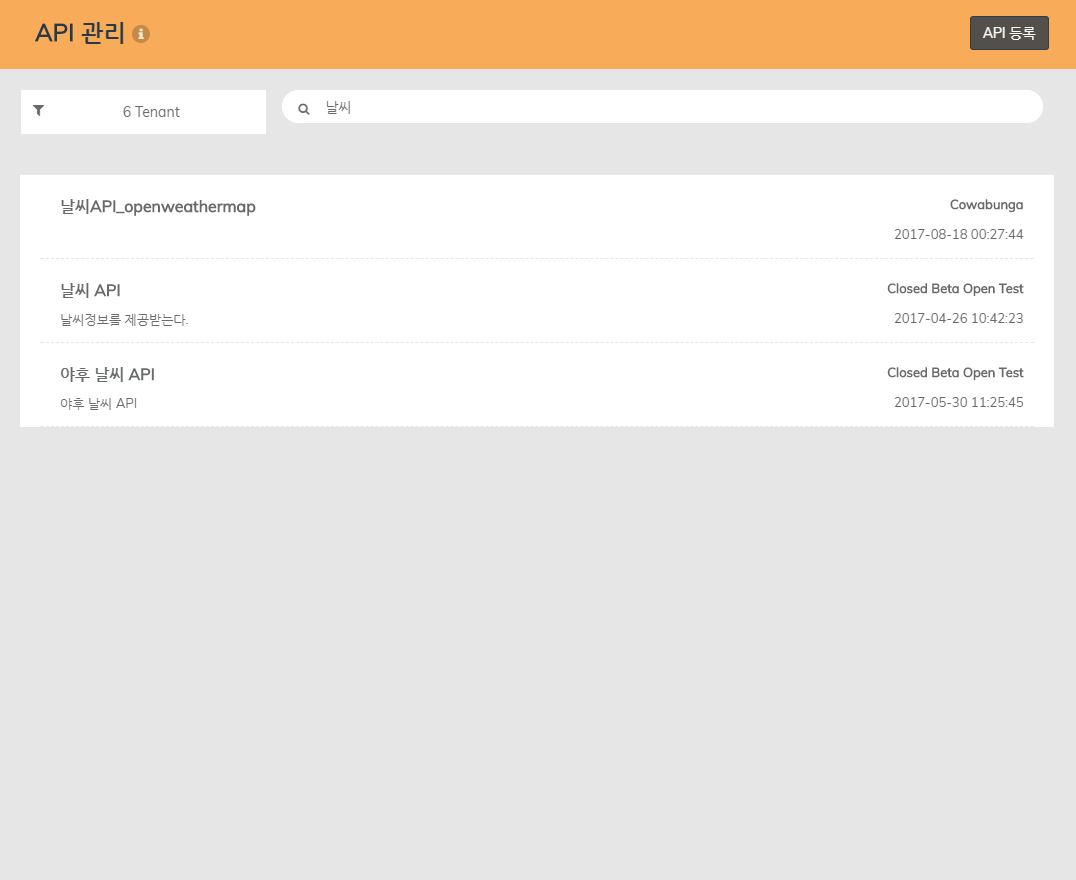 API 관리
API 등록
6 Tenant
날씨
날씨API_openweathermap
Cowabunga
2017-08-18 00:27:44
날씨 API
Closed Beta Open Test
날씨정보를 제공받는다.
2017-04-26 10:42:23
야후 날씨 API
Closed Beta Open Test
야후 날씨 API
2017-05-30 11:25:45